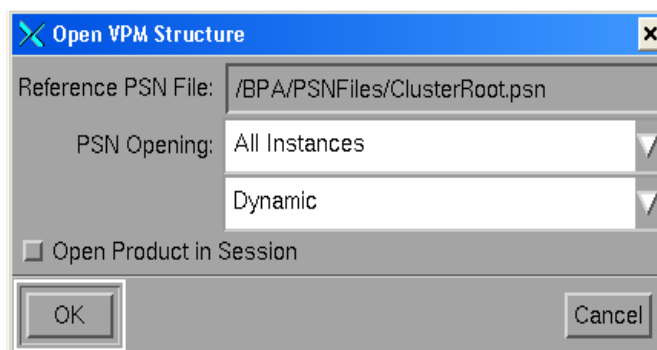 Open VPM Structure
Reference PSN File: /BPA/PSNFiles/ClusterRoot.psn
PSN Opening: All Instances
Dynamic
Open Product in Session
OK Cancel